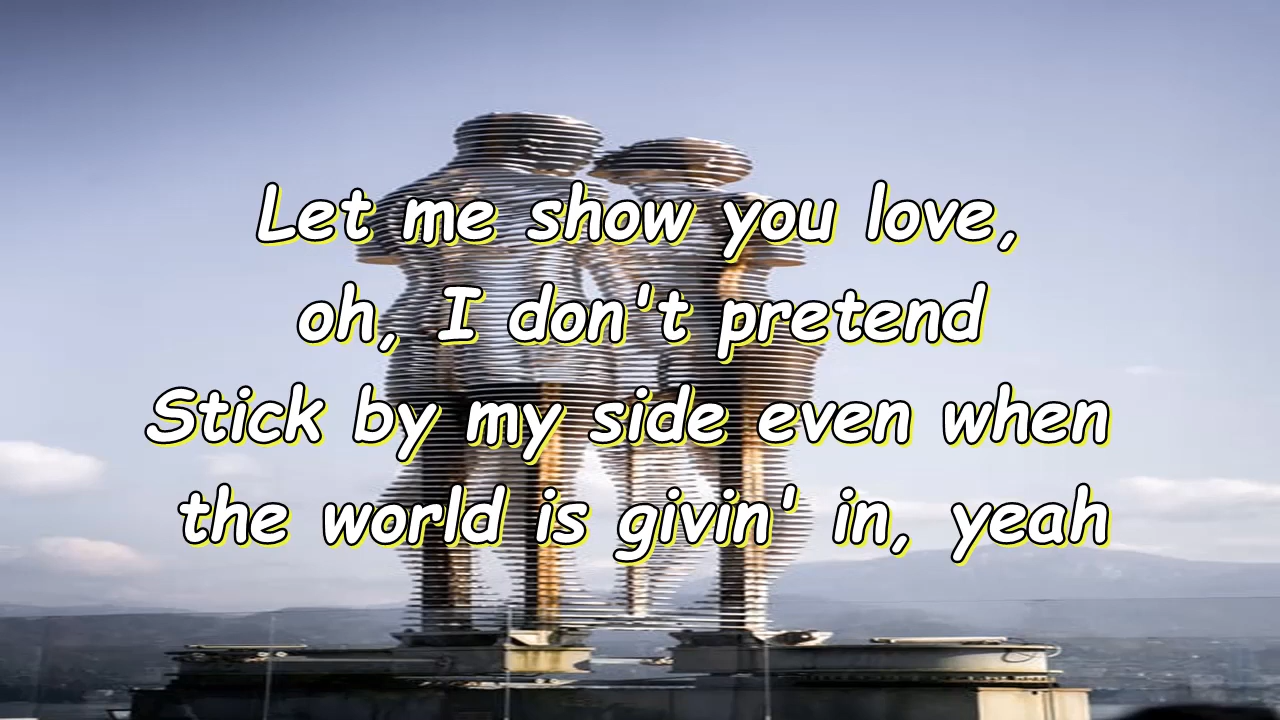 Let me show you love,
oh, I don't pretend
Stick by my side even when
the world is givin' in, yeah